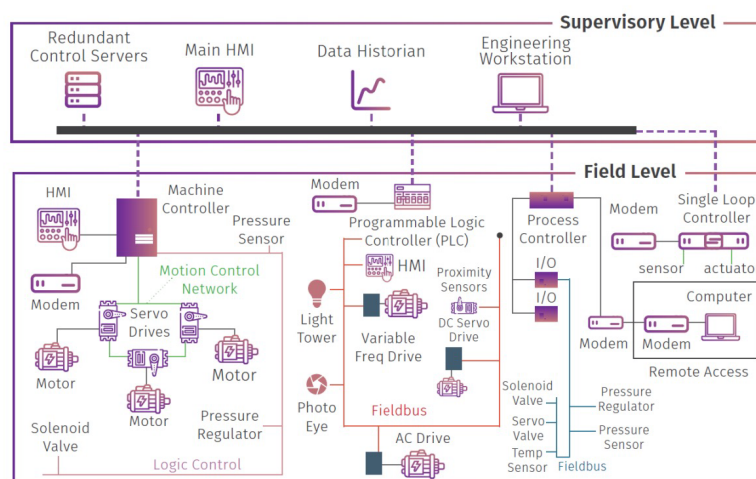 Supervisory Level
Redundant
Control Servers
Main HMI
Data Historian
Engineering
Workstation
Field Level
HMI
Machine
Controller
Pressure
Sensor
Modem
Motion Control
Network
Servo
Drives
Motor
Motor
Motor
Solenoid
Valve
Pressure
Regulator
Logic Control
Modem
Programmable Logic
Controller (PLC)
HMI
Light
Tower
Variable
Freq Drive
Proximity
Sensors
DC Servo
Drive
Photo
Eye
Fieldbus
AC Drive
Process
Controller
I/O
I/O
Modem
Single Loop
Controller
sensor
actuator
Computer
Modem
Modem
Remote Access
Solenoid
Valve
Servo
Valve
Temp
Sensor
Pressure
Regulator
Pressure
Sensor
Fieldbus